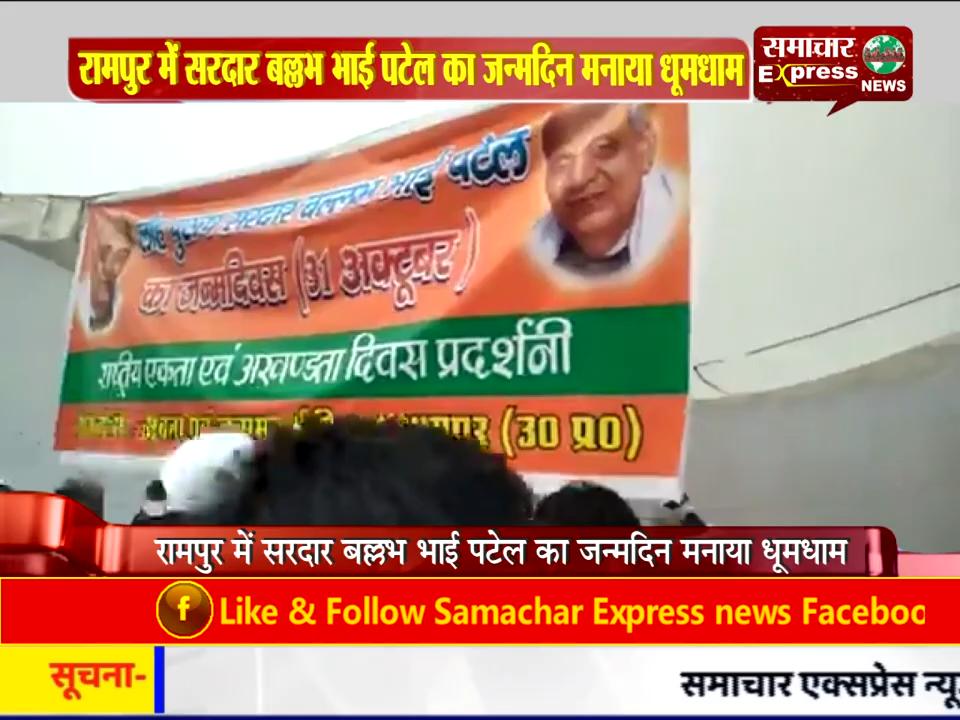 रामपुर में सरदार बल्लभ भाई पटेल का जन्मदिन मनाया धूमधाम
समाचार
Express
NEWS
लौह पुरुष सरदार वल्लभ भाई पटेल
का जन्मदिवस (31 अक्टूबर)
राष्ट्रीय एकता एवं अखण्डता दिवस प्रदर्शनी
(उ0 प्र0)
रामपुर में सरदार बल्लभ भाई पटेल का जन्मदिन मनाया धूमधाम
f Like & Follow Samachar Express news Faceboo
सूचना-
समाचार एक्सप्रेस न्यू